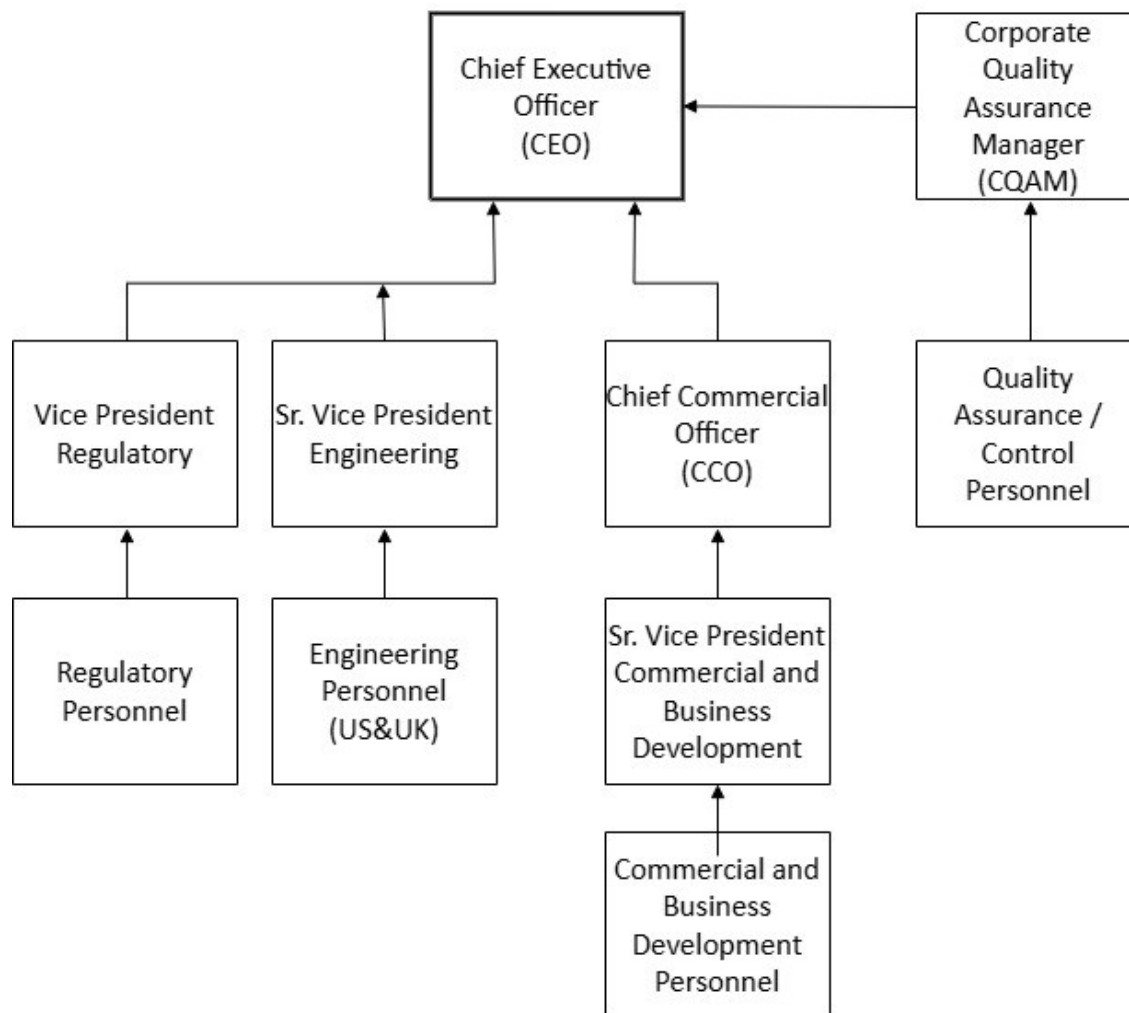 Chief Executive
Officer
(CEO)
Corporate
Quality
Assurance
Manager
(CQAM)
Vice President
Regulatory
Sr. Vice President
Engineering
Chief Commercial
Officer
(CCO)
Quality
Assurance /
Control
Personnel
Regulatory
Personnel
Engineering
Personnel
(US&UK)
Sr. Vice President
Commercial and
Business
Development
Commercial and
Business
Development
Personnel